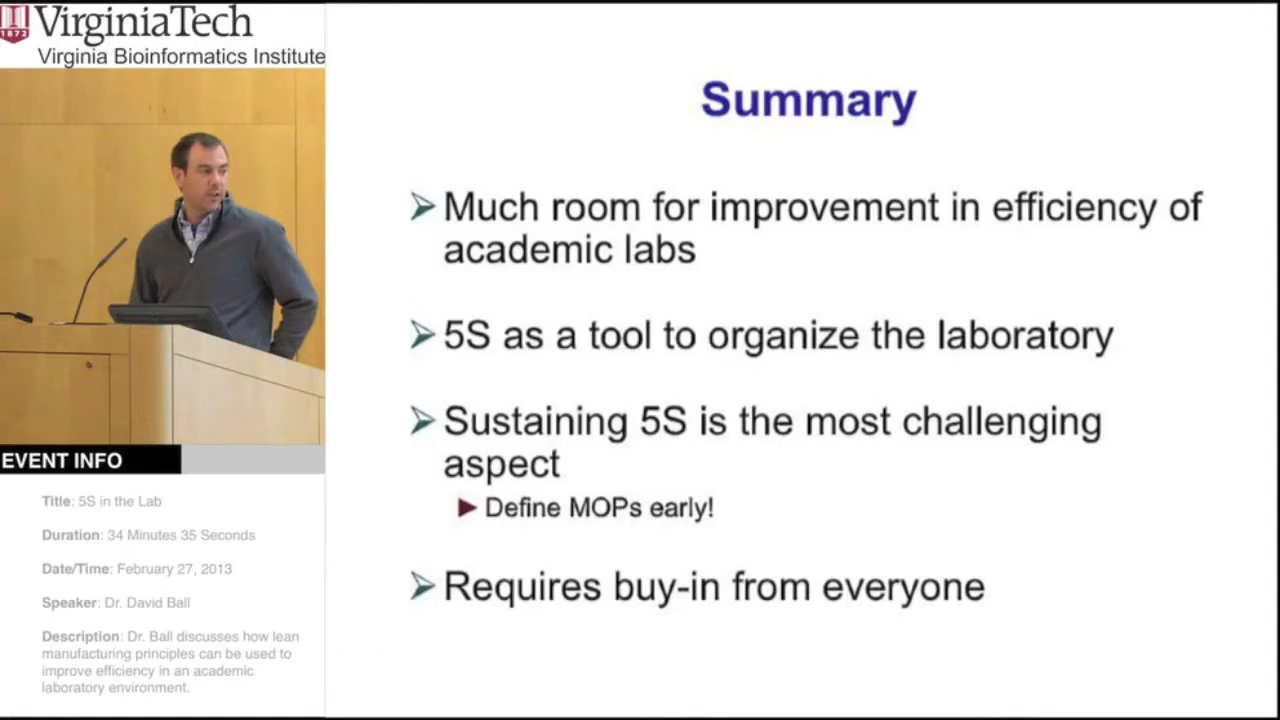 VirginiaTech
1872
Virginia Bioinformatics Institute
EVENT INFO
Title: 5S in the Lab
Duration: 34 Minutes 35 Seconds
Date/Time: February 27, 2013
Speaker: Dr. David Ball
Description: Dr. Ball discusses how lean
manufacturing principles can be used to
improve efficiency in an academic
laboratory environment.
Summary
Much room for improvement in efficiency of
academic labs
5S as a tool to organize the laboratory
Sustaining 5S is the most challenging
aspect
Define MOPs early!
Requires buy-in from everyone